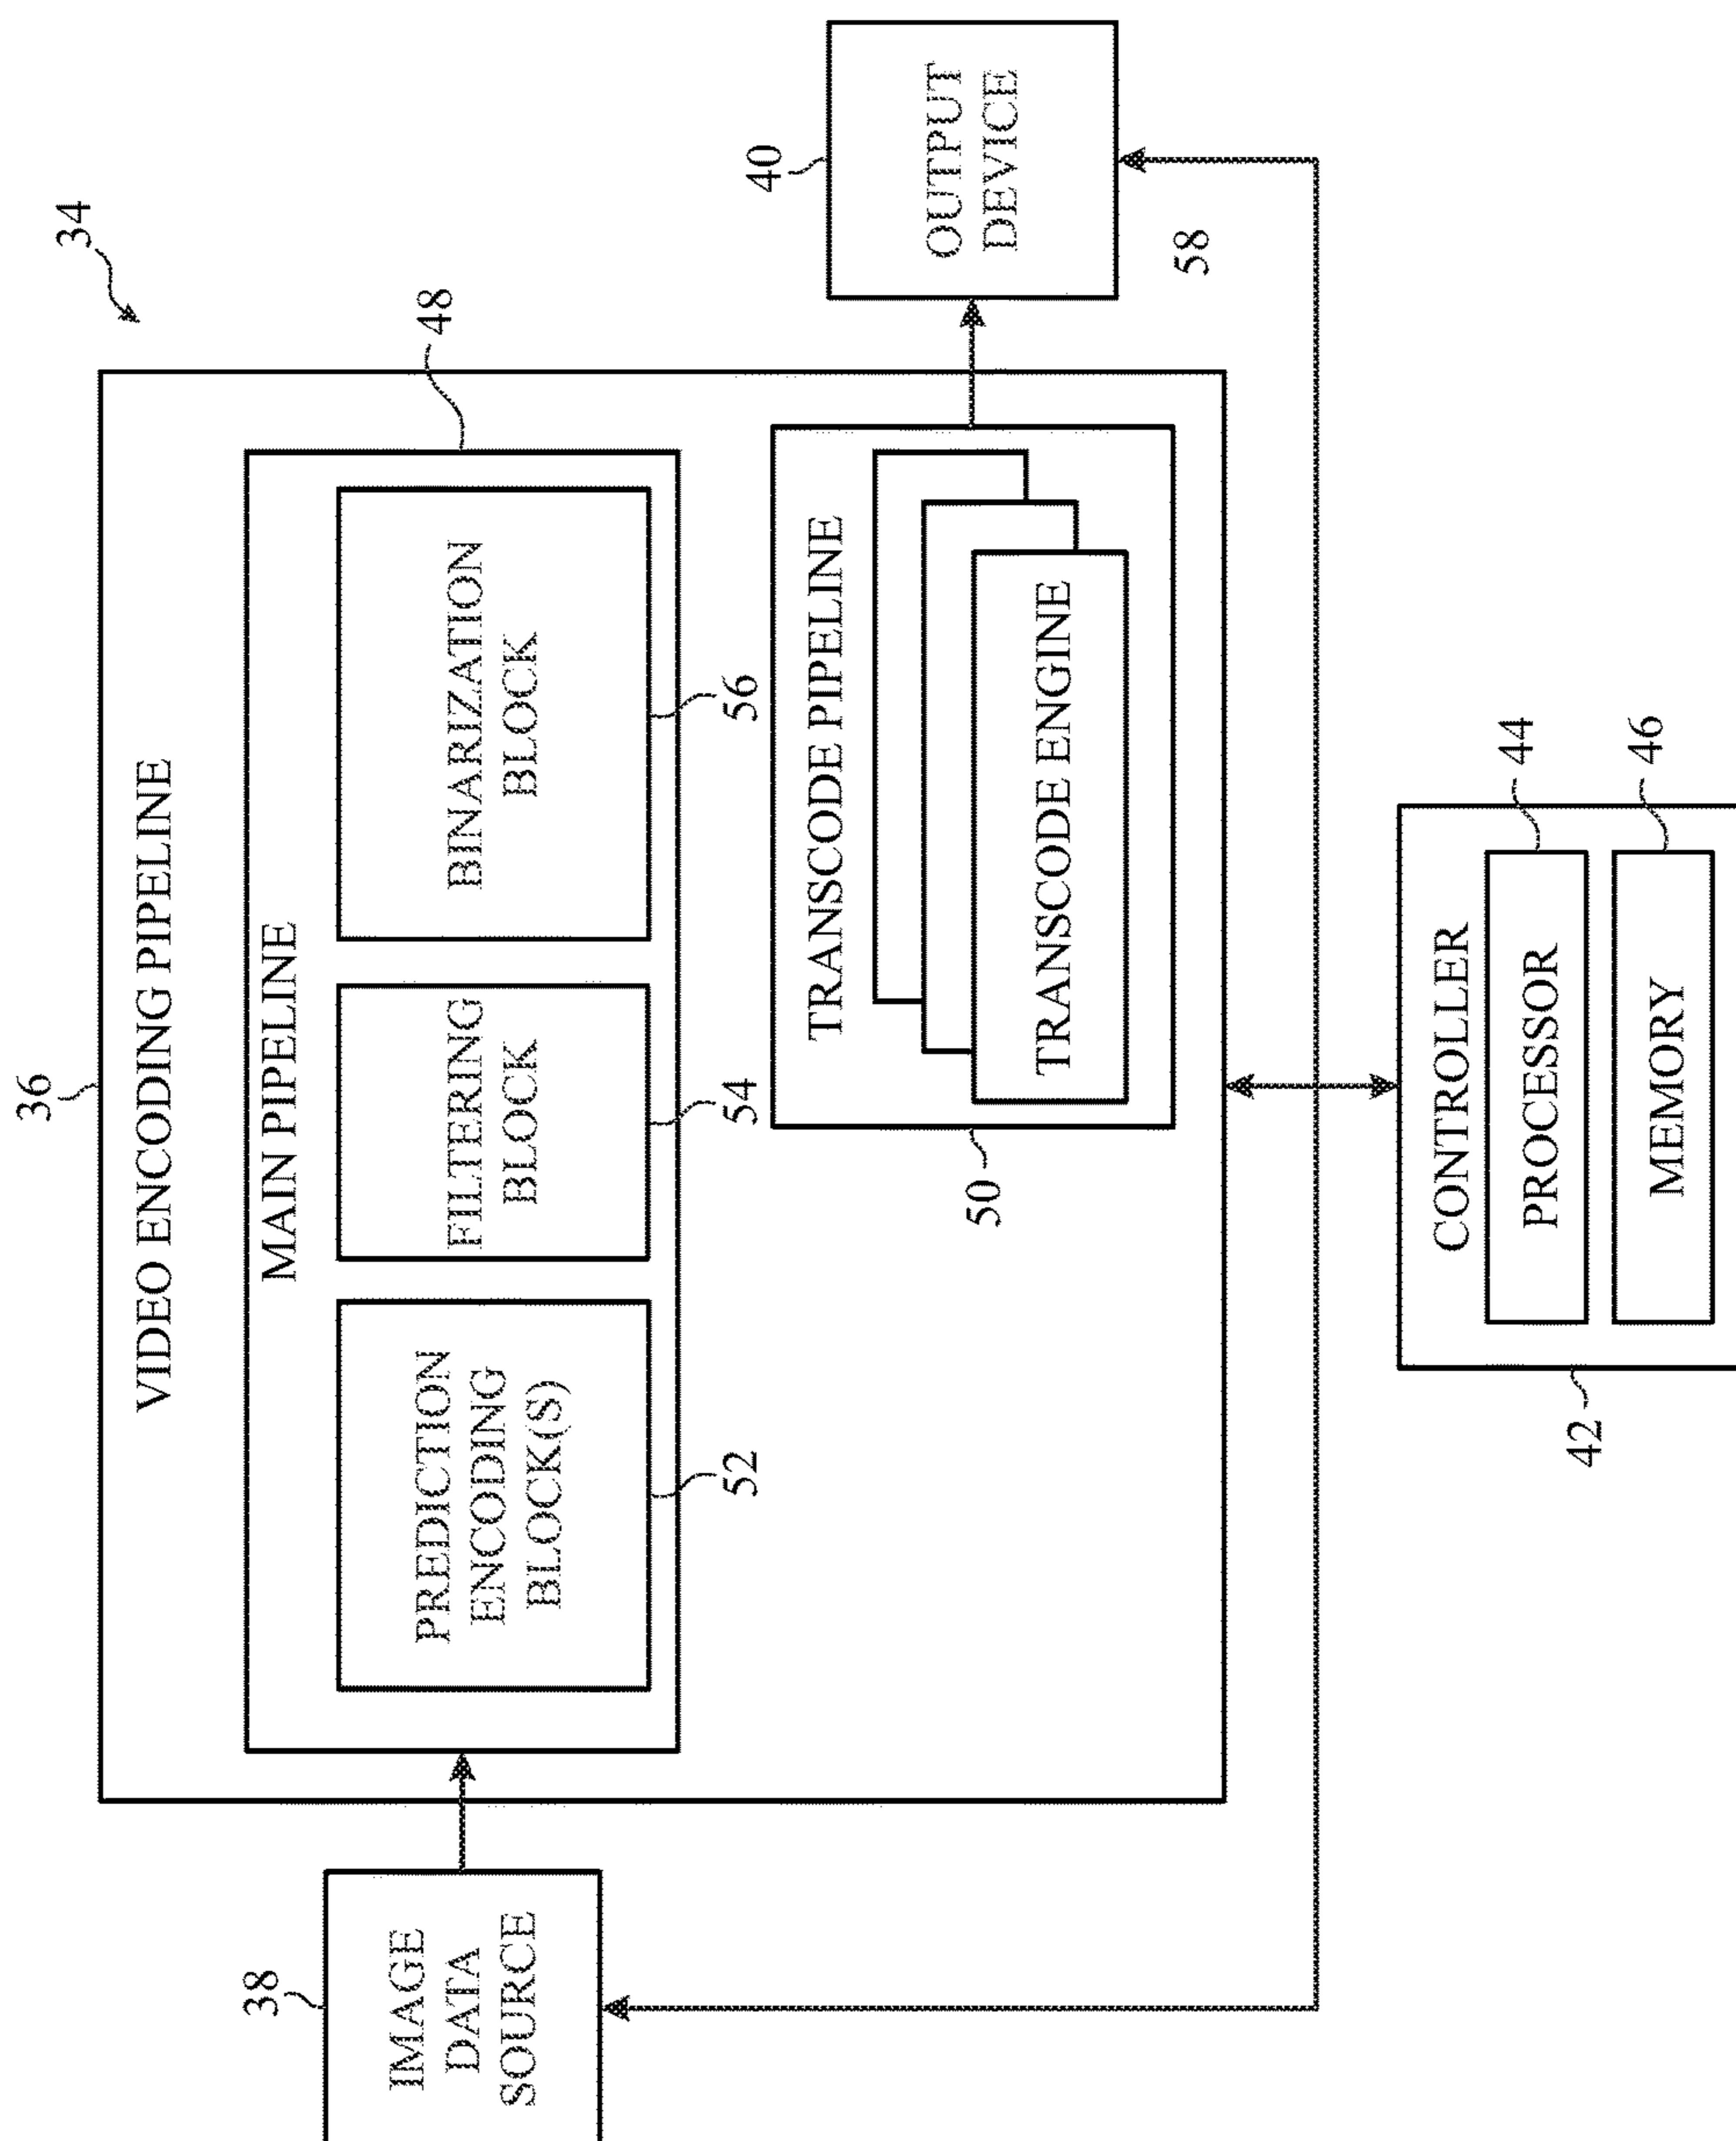 34
36
VIDEO ENCODING PIPELINE
MAIN PIPELINE
48
38
IMAGE
DATA
SOURCE
PREDICTION
ENCODING
BLOCK(S)
52
FILTERING
BLOCK
54
BINARIZATION
BLOCK
56
40
OUTPUT
DEVICE
58
TRANSCODE PIPELINE
TRANSCODE ENGINE
50
CONTROLLER
PROCESSOR
44
MEMORY
46
42